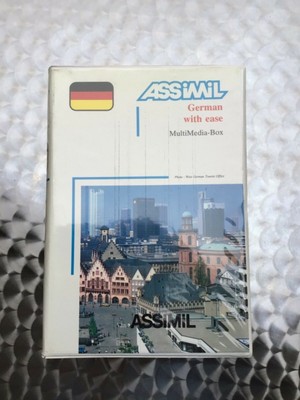 ASSiMiL
German
with ease
MultiMedia-Box
ASSiMiL